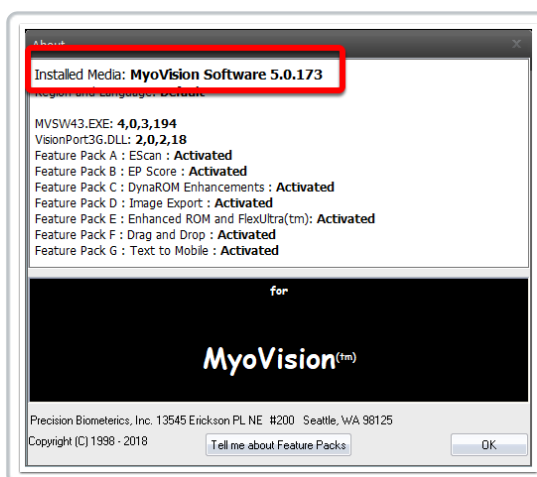 About
x
Installed Media: MyoVision Software 5.0.173
Region and Language: Default
MVSW43.EXE: 4,0,3,194
VisionPort3G.DLL: 2,0,2,18
Feature Pack A : EScan : Activated
Feature Pack B : EP Score : Activated
Feature Pack C : DynaROM Enhancements : Activated
Feature Pack D : Image Export : Activated
Feature Pack E : Enhanced ROM and FlexUltra(tm): Activated
Feature Pack F : Drag and Drop : Activated
Feature Pack G : Text to Mobile : Activated
for
MyoVision(tm)
Precision Biometerics, Inc. 13545 Erickson PL NE #200 Seattle, WA 98125
Copyright (C) 1998 - 2018
Tell me about Feature Packs
OK